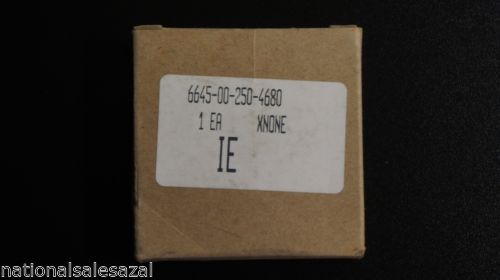 6645-00-250-4680
1 EA XNONE
IE
nationalsalesazal